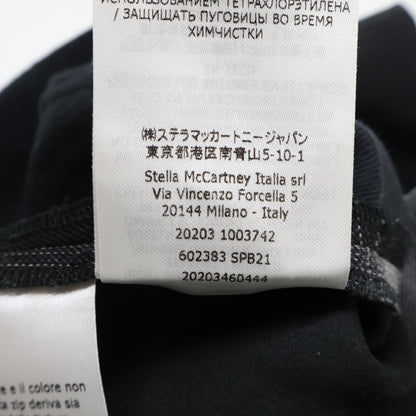 ИСПОЛЬЗОВАНИЕМ ТЕТРАХЛОРЭТИЛЕНА
/ ЗАЩИЩАТЬ ПУГОВИЦЫ ВО ВРЕМЯ
ХИМЧИСТКИ
(株)ステラマッカートニージャパン
東京都港区南青山5-10-1
Stella McCartney Italia srl
Via Vincenzo Forcella 5
20144 Milano - Italy
20203 1003742
602383 SPB21
20203460444
e e il colore non
ta zip deriva sia